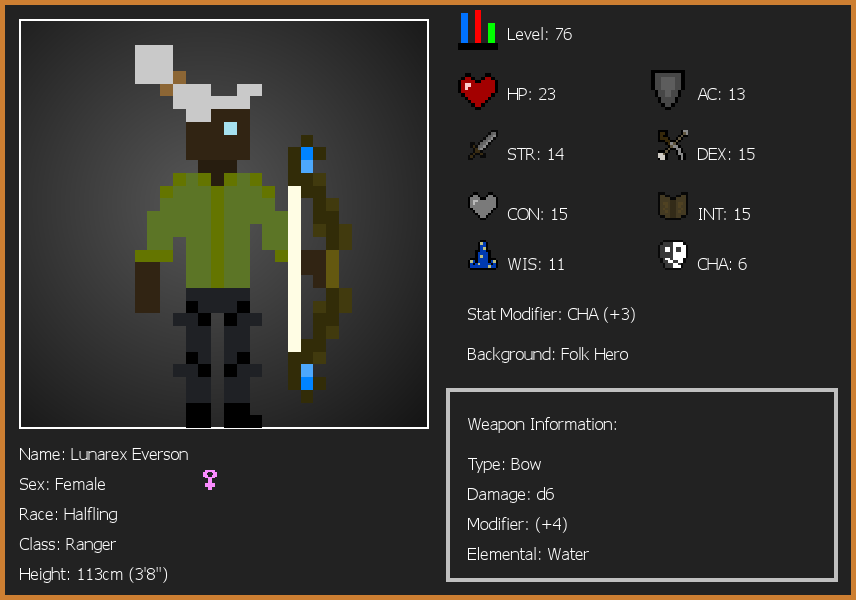 Level: 76
HP: 23
AC: 13
STR: 14
DEX: 15
CON: 15
INT: 15
WIS: 11
CHA: 6
Stat Modifier: CHA (+3)
Background: Folk Hero
Weapon Information:
Type: Bow
Damage: d6
Modifier: (+4)
Elemental: Water
Name: Lunarex Everson
Sex: Female
Race: Halfling
Class: Ranger
Height: 113cm (3'8")